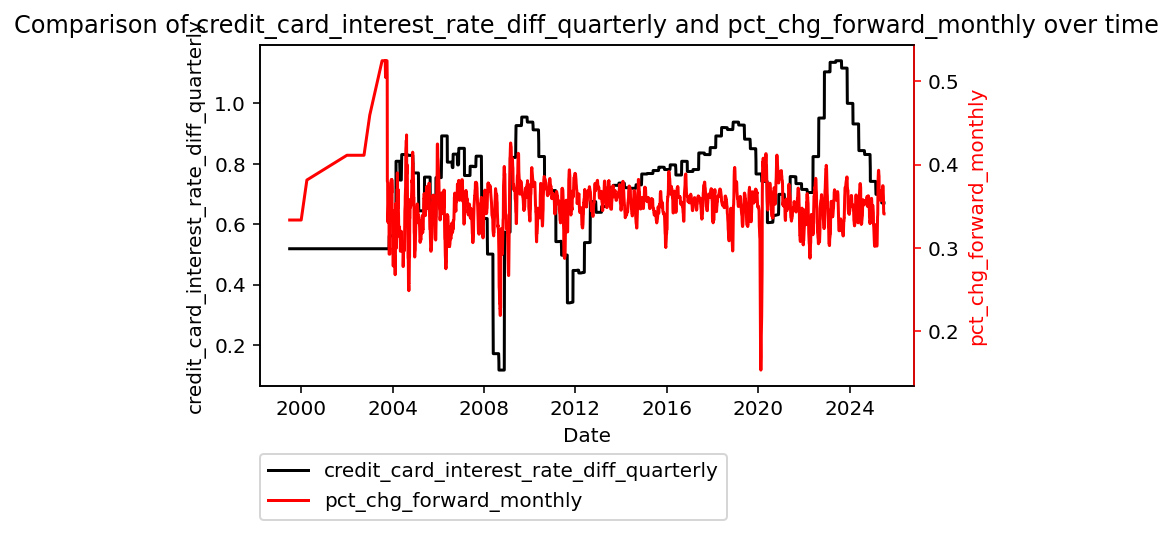 Comparison of credit_card_interest_rate_diff_quarterly and pct_chg_forward_monthly over time
credit_card_interest_rate_diff_quarterly
1.0
0.8
0.6
0.4
0.2
0.5
0.4
0.3
0.2
pct_chg_forward_monthly
2000 2004 2008 2012 2016 2020 2024
Date
credit_card_interest_rate_diff_quarterly
pct_chg_forward_monthly